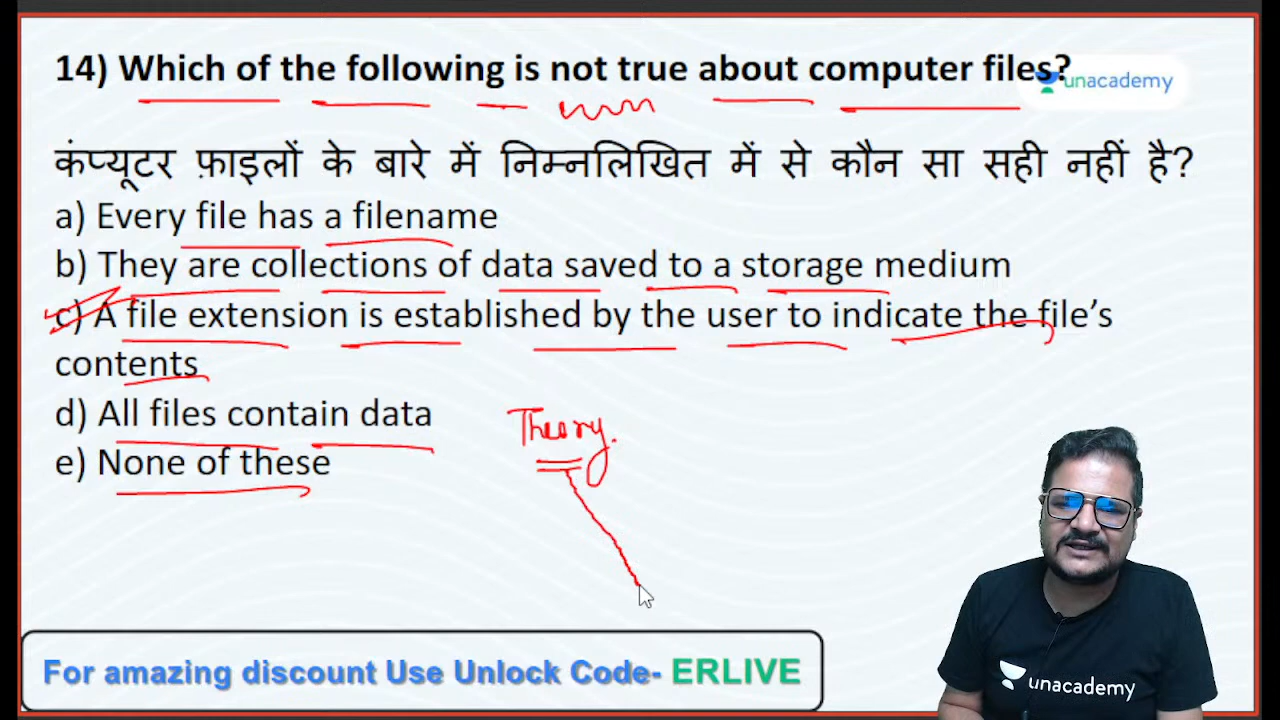 14) Which of the following is not true about computer files?
unacademy
कंप्यूटर फ़ाइलों के बारे में निम्नलिखित में से कौन सा सही नहीं है?
a) Every file has a filename
b) They are collections of data saved to a storage medium
c) A file extension is established by the user to indicate the file’s
contents
d) All files contain data
Theory.
e) None of these
unacademy
For amazing discount Use Unlock Code- ERLIVE